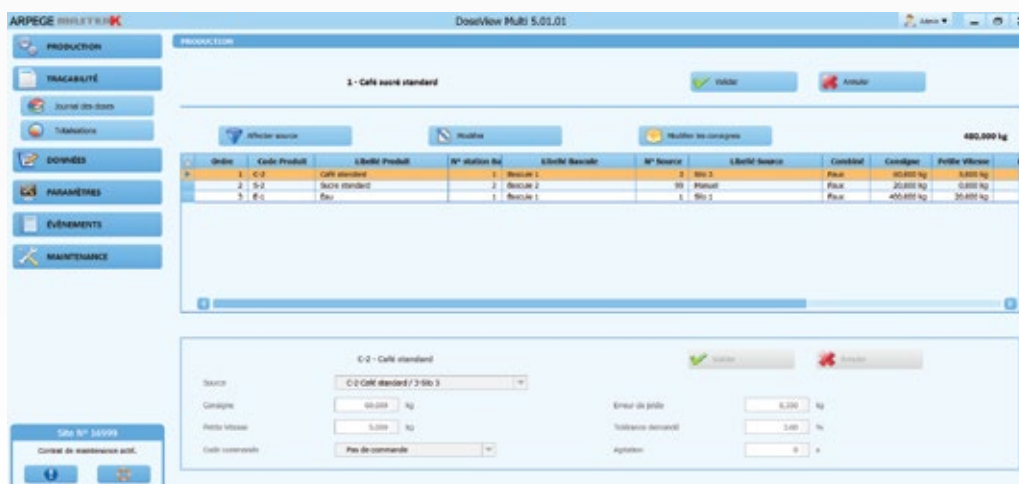 ARPEGE MASTERK DoseView Multi 5.01.01 Admin
PRODUCTION
PRODUCTION
TRACABILITÉ
Journal des doses
Totalisations
DONNÉES
PARAMÈTRES
ÉVÈNEMENTS
MAINTENANCE
1 - Café sucré standard Valider Annuler
Affecter source Modifier Modifier les consignes 480,000 kg
Ordre Code Produit Libellé Produit N° station Ba Libellé Bascule N° Source Libellé Source Combiné Consigne Petite Vitesse
1 C-2 Café standard 1 Bascule 1 3 Silo 3 Faux 60,000 kg 5,000 kg
2 S-2 Sucre standard 2 Bascule 2 99 Manuel Faux 20,000 kg 0,000 kg
3 E-1 Eau 1 Bascule 1 1 Silo 1 Faux 400,000 kg 20,000 kg
C-2 - Café standard Valider Annuler
Source C-2 Café standard / 3-Silo 3
Consigne 60,000 kg Erreur de jetée 0,200 kg
Petite Vitesse 5,000 kg Tolérance demandé 2,00 %
Code commande Pas de commande Agitation 0 s
Site N° 16999
Contrat de maintenance actif.